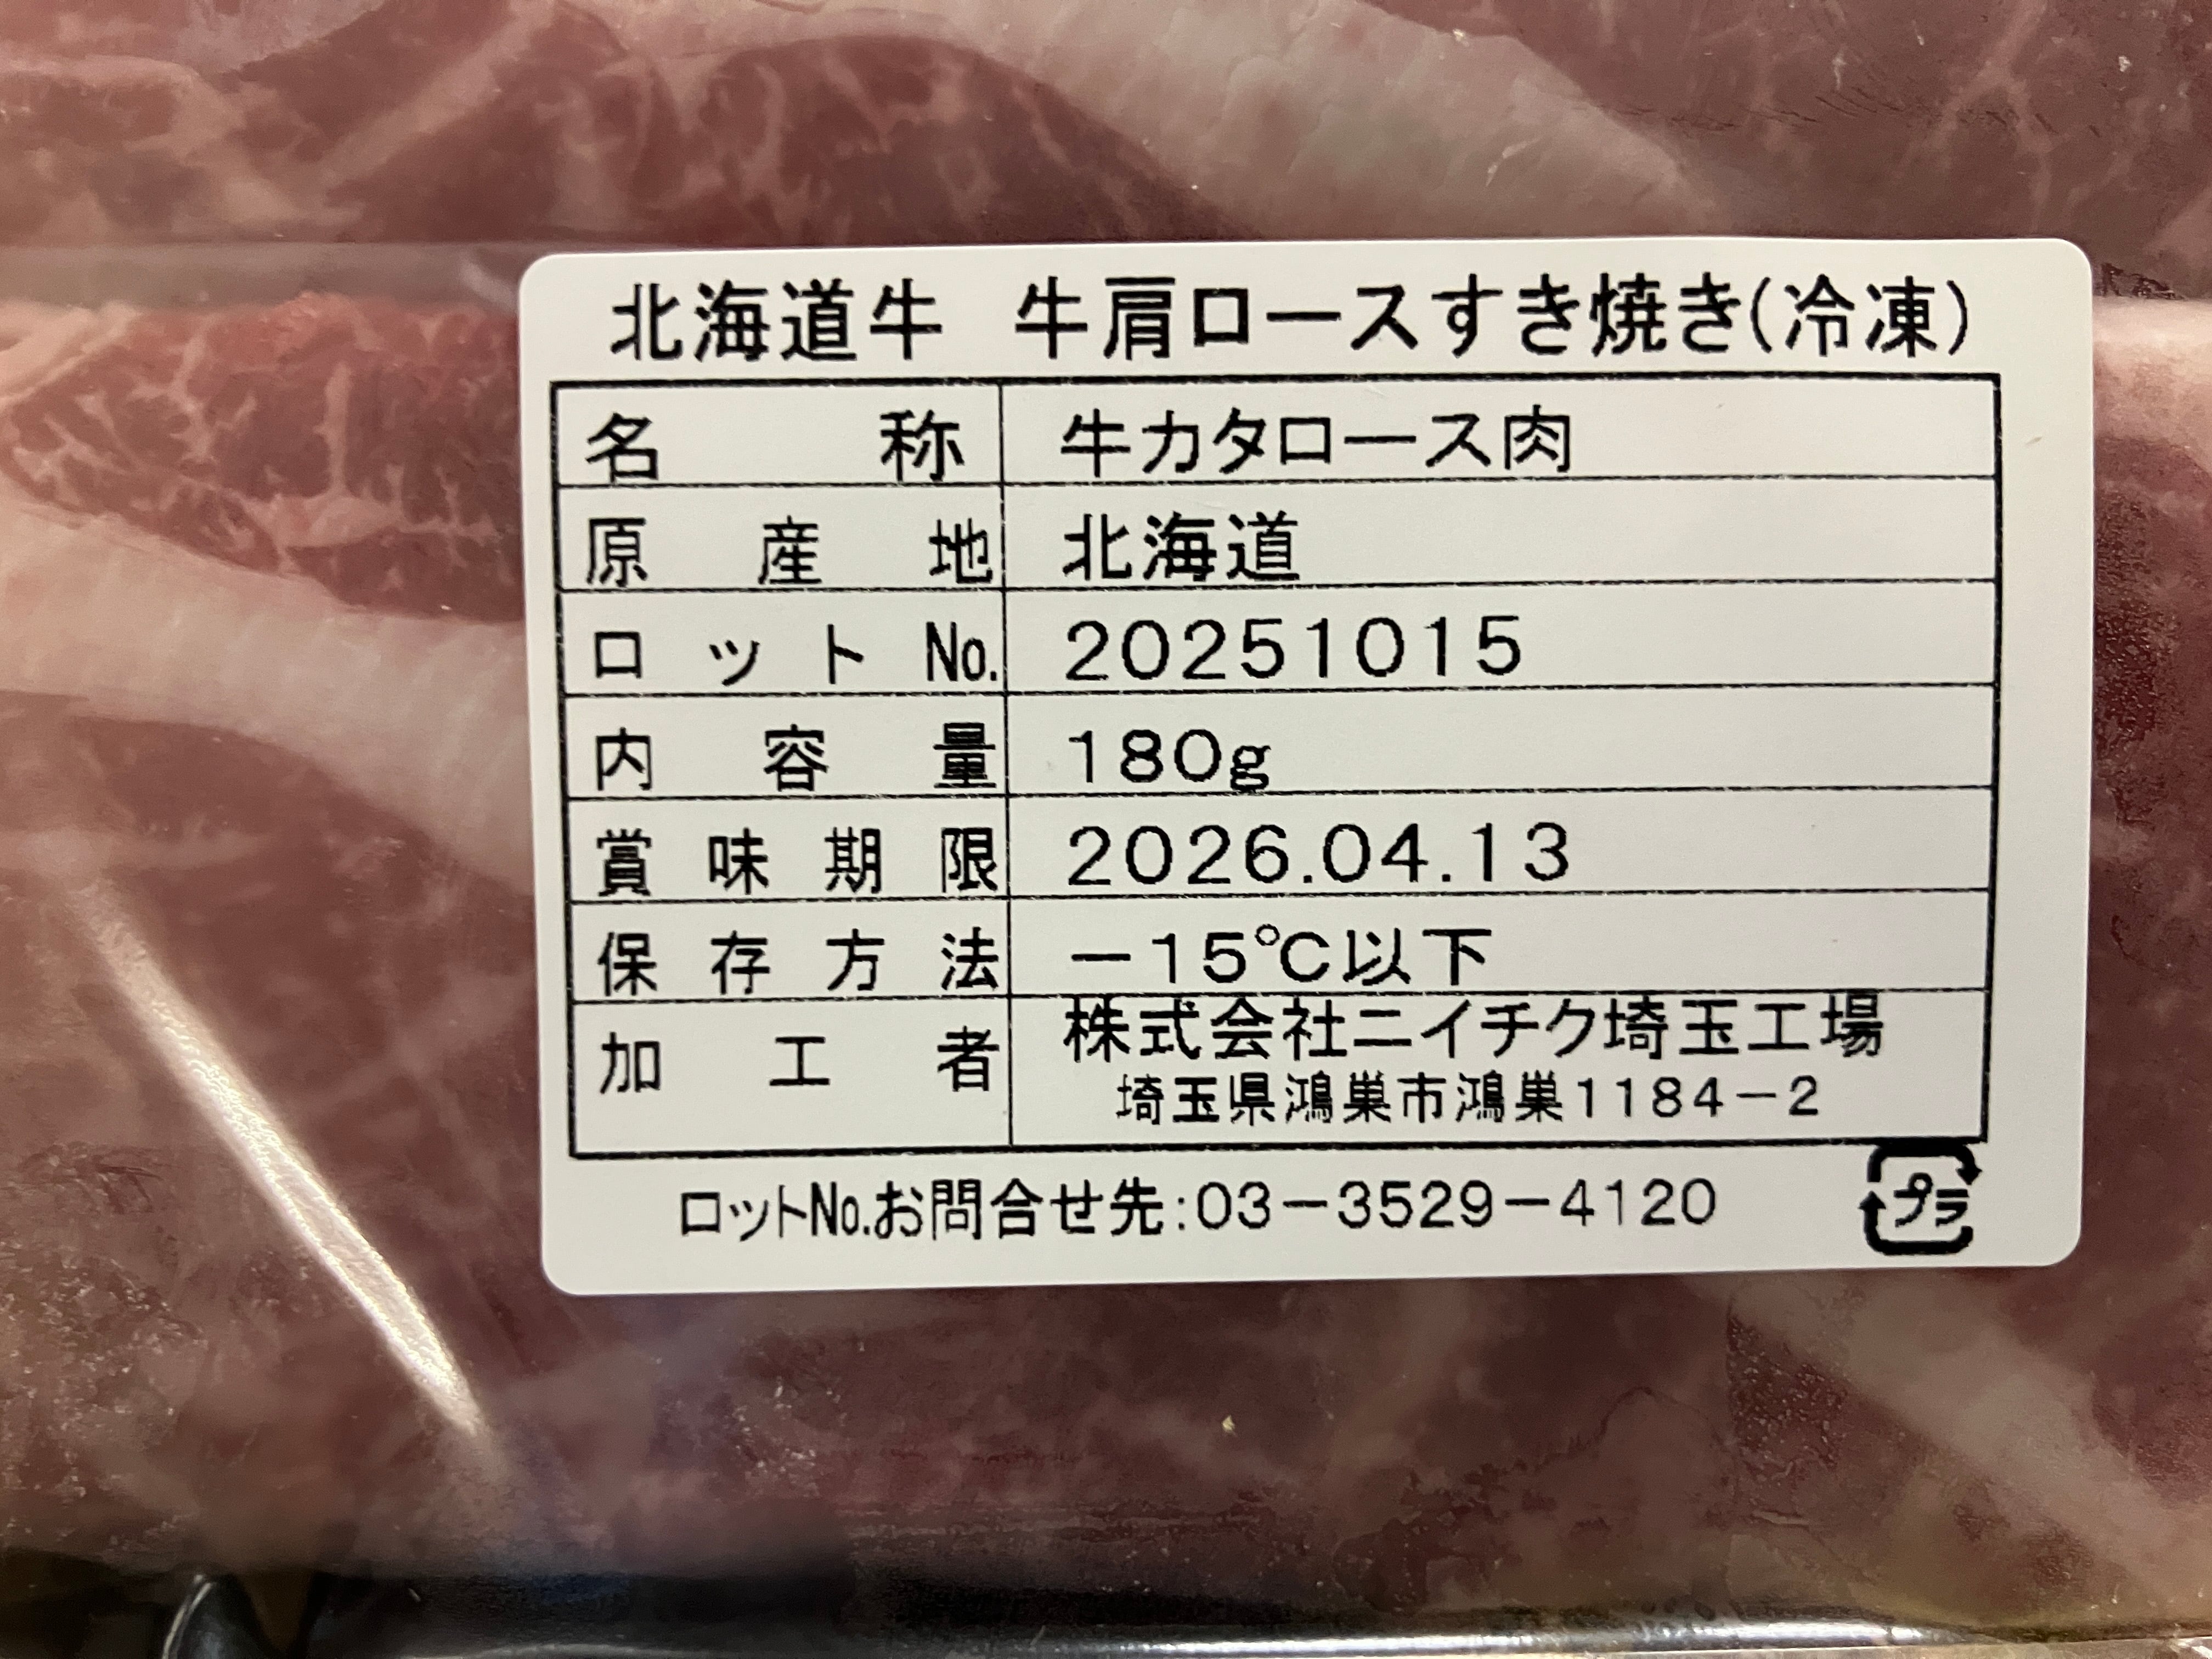 北海道牛　牛肩ロースすき焼き(冷凍)
名称　牛カタロース肉
原産地　北海道
ロットNo.　20251015
内容量　180g
賞味期限　2026.04.13
保存方法　－15℃以下
加工者　株式会社ニイチク埼玉工場
埼玉県鴻巣市鴻巣1184－2
ロットNo.お問合せ先:03－3529－4120
プラ